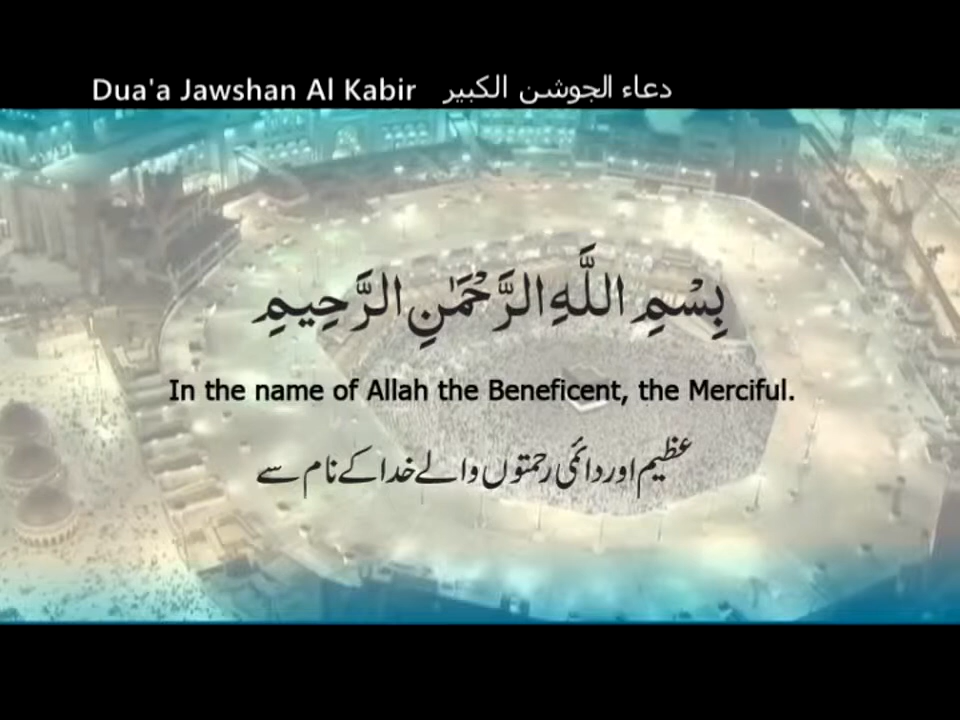 Dua'a Jawshan Al Kabir دعاء الجوشن الكبير
بِسْمِ اللَّهِ الرَّحْمَٰنِ الرَّحِيمِ
In the name of Allah the Beneficent, the Merciful.
عظیم اور دائمی رحمتوں والے خدا کے نام سے